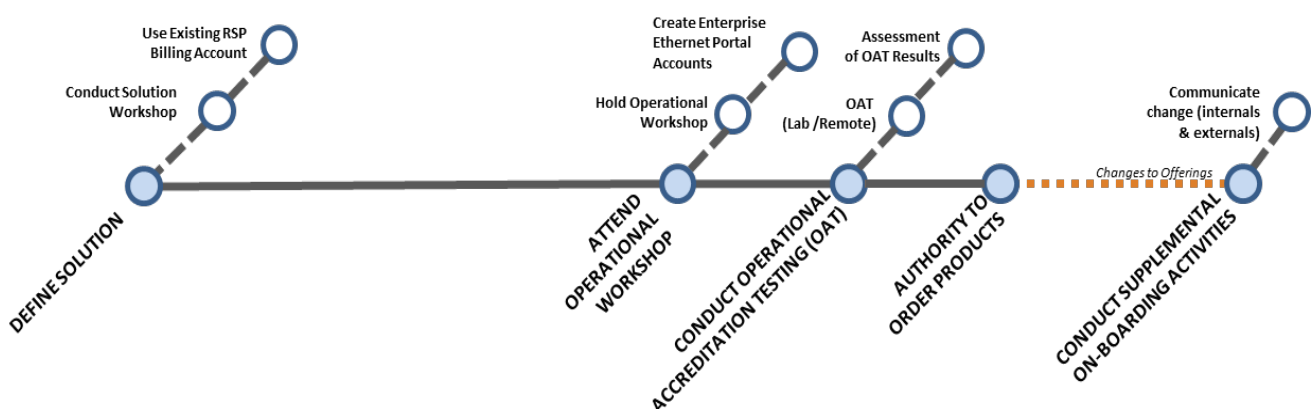 Use Existing RSP
Billing Account
Conduct Solution
Workshop
DEFINE SOLUTION
Create Enterprise
Ethernet Portal
Accounts
Hold Operational
Workshop
ATTEND
OPERATIONAL
WORKSHOP
Assessment
of OAT Results
OAT
(Lab /Remote)
CONDUCT OPERATIONAL
ACCREDITATION TESTING (OAT)
AUTHORITY TO
ORDER PRODUCTS
Changes to Offerings
Communicate
change (internals
& externals)
CONDUCT SUPPLEMENTAL
ON-BOARDING ACTIVITIES